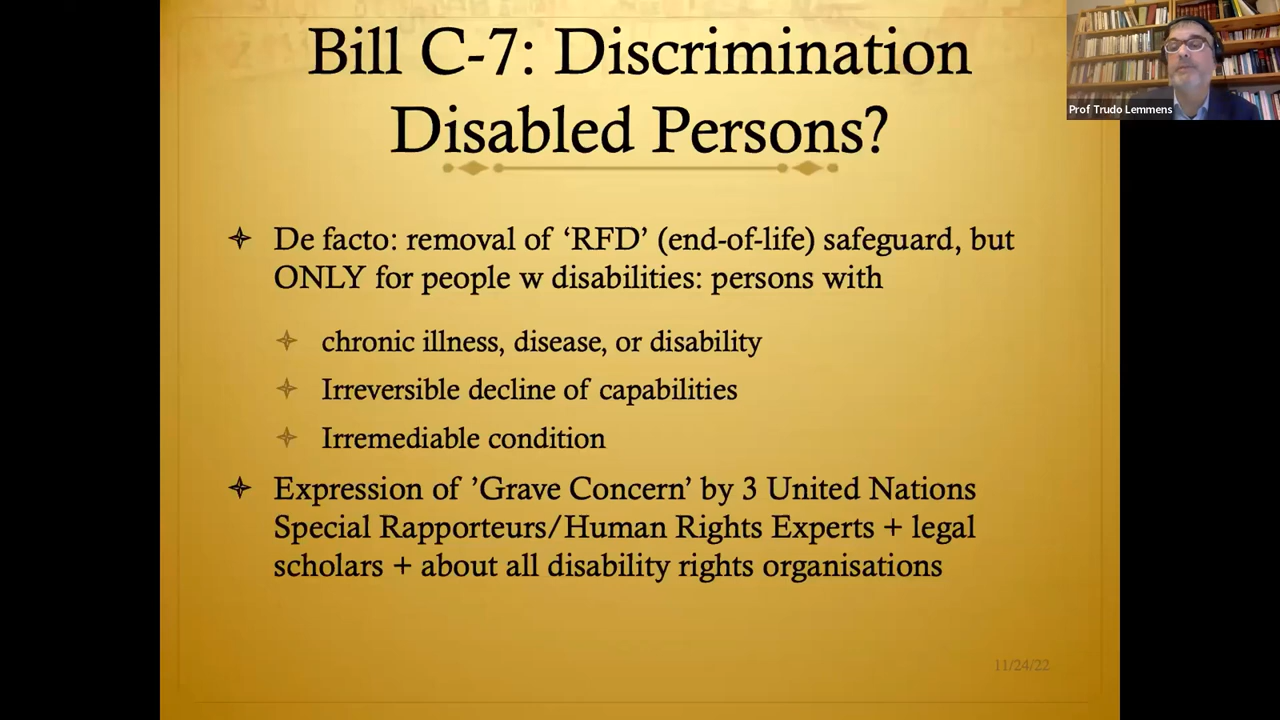 Bill C-7: Discrimination
Disabled Persons?
Prof Trudo Lemmens
De facto: removal of ‘RFD’ (end-of-life) safeguard, but
ONLY for people w disabilities: persons with
chronic illness, disease, or disability
Irreversible decline of capabilities
Irremediable condition
Expression of ’Grave Concern’ by 3 United Nations
Special Rapporteurs/Human Rights Experts + legal
scholars + about all disability rights organisations
11/24/22